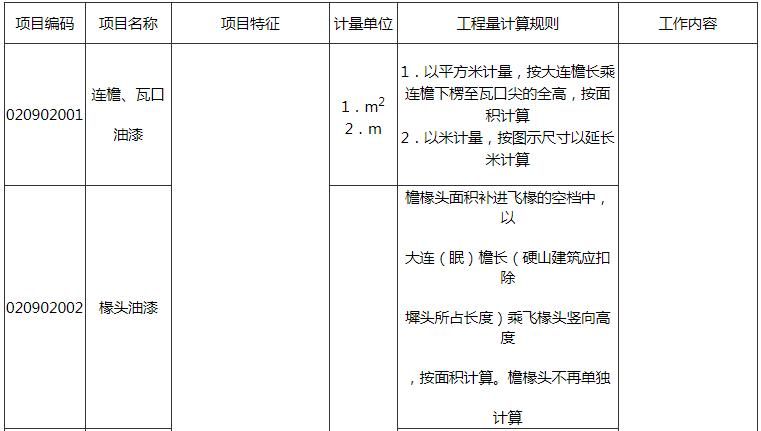 项目编码 项目名称 项目特征 计量单位 工程量计算规则 工作内容
020902001
连檐、瓦口
油漆
1．m2
2．m
1．以平方米计量，按大连檐长乘
连檐下楞至瓦口尖的全高，按面
积计算
2．以米计量，按图示尺寸以延长
米计算
020902002
椽头油漆
檐椽头面积补进飞椽的空档中，
以
大连（眠）檐长（硬山建筑应扣
除
墀头所占长度）乘飞椽头竖向高
度
，按面积计算。檐椽头不再单独
计算